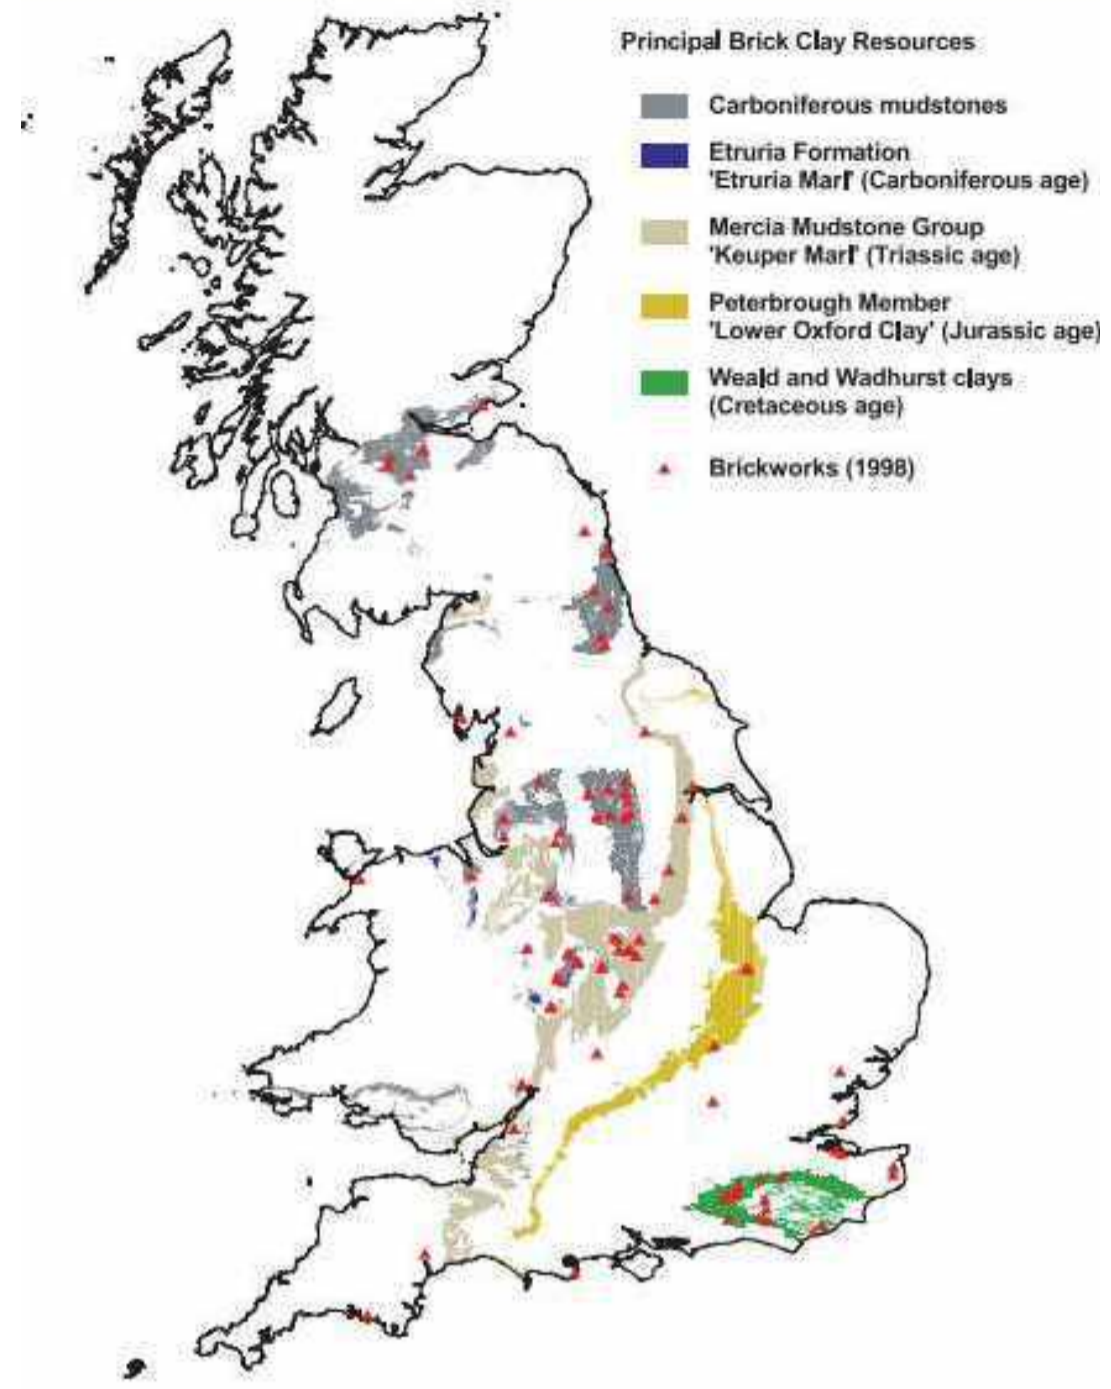 Principal Brick Clay Resources
Carboniferous mudstones
Etruria Formation
'Etruria Marl' (Carboniferous age)
Mercia Mudstone Group
'Keuper Marl' (Triassic age)
Peterbrough Member
'Lower Oxford Clay' (Jurassic age)
Weald and Wadhurst clays
(Cretaceous age)
Brickworks (1998)